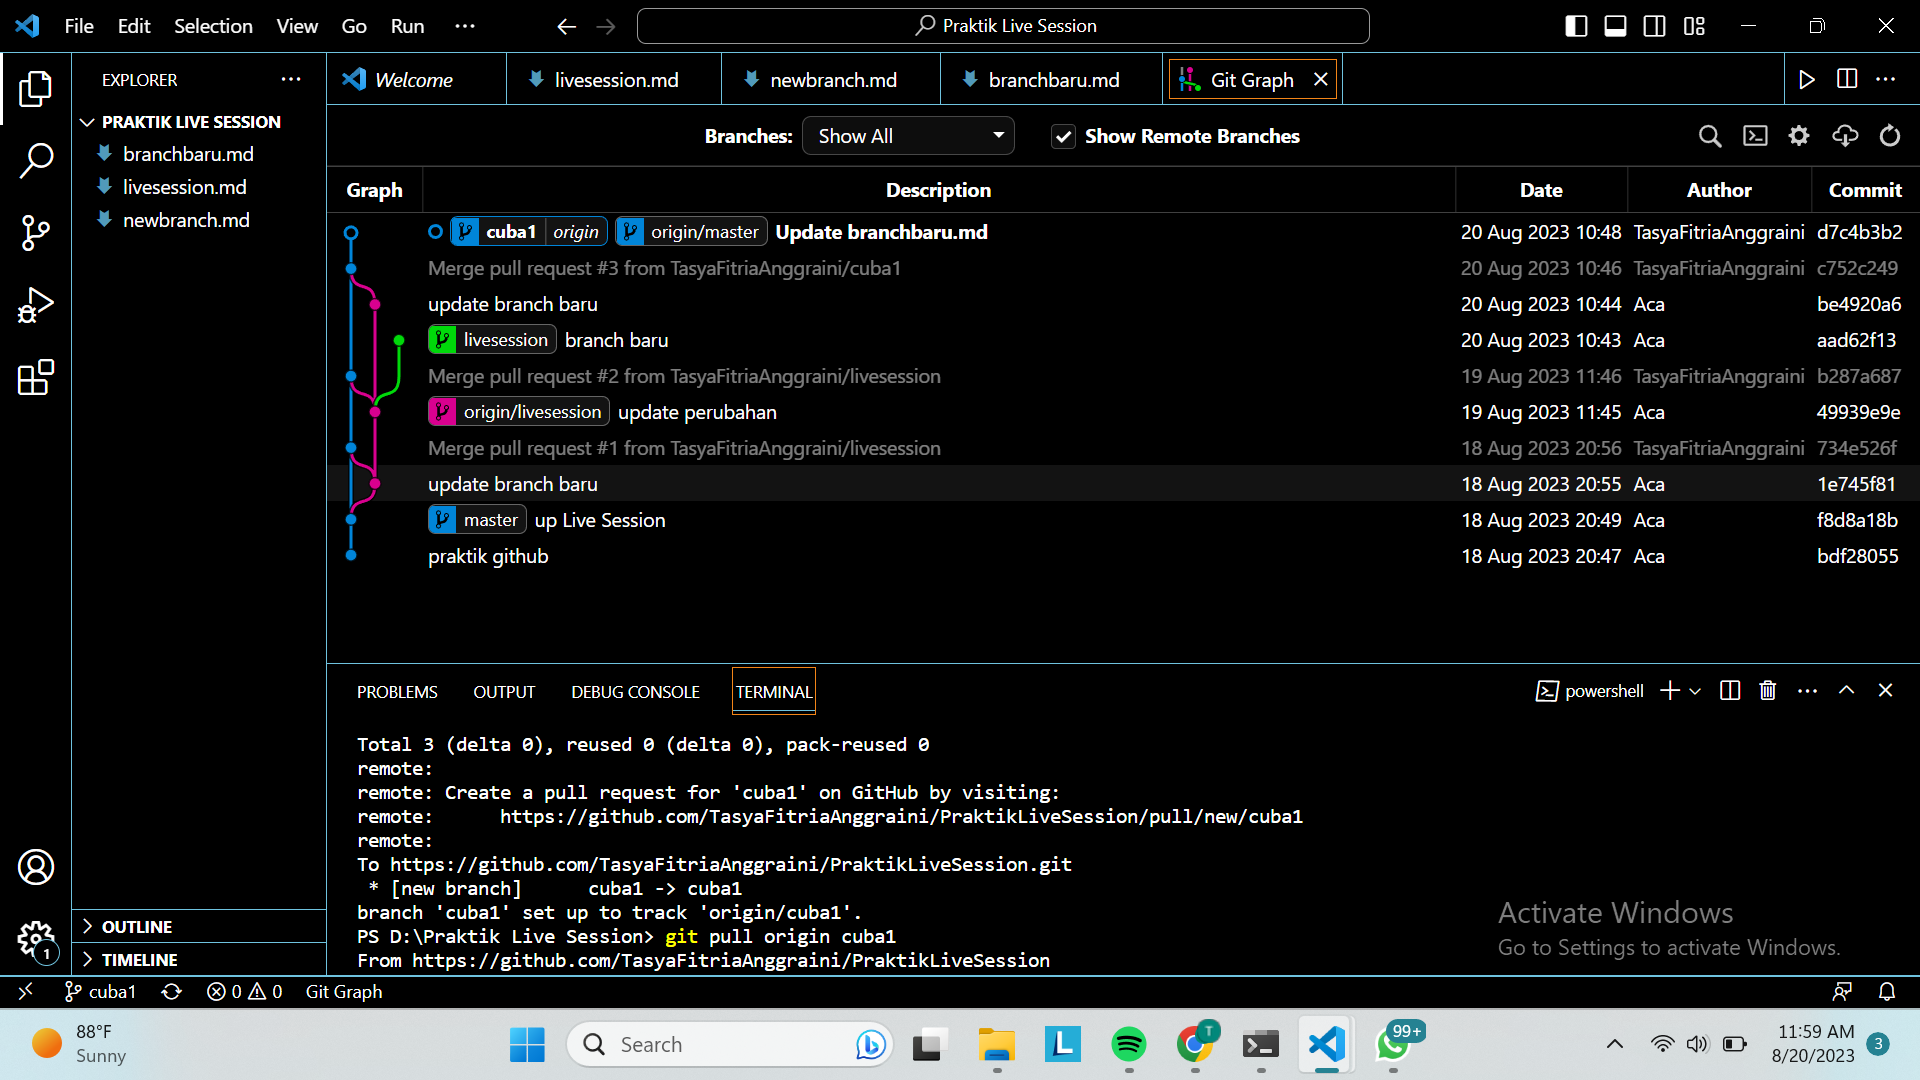 File Edit Selection View Go Run ··· Praktik Live Session
EXPLORER ···
Welcome livesession.md newbranch.md branchbaru.md Git Graph
PRAKTIK LIVE SESSION
branchbaru.md
livesession.md
newbranch.md
Branches: Show All Show Remote Branches
Graph Description Date Author Commit
cuba1 origin origin/master Update branchbaru.md 20 Aug 2023 10:48 TasyaFitriaAnggraini d7c4b3b2
Merge pull request #3 from TasyaFitriaAnggraini/cuba1 20 Aug 2023 10:46 TasyaFitriaAnggraini c752c249
update branch baru 20 Aug 2023 10:44 Aca be4920a6
livesession branch baru 20 Aug 2023 10:43 Aca aad62f13
Merge pull request #2 from TasyaFitriaAnggraini/livesession 19 Aug 2023 11:46 TasyaFitriaAnggraini b287a687
origin/livesession update perubahan 19 Aug 2023 11:45 Aca 49939e9e
Merge pull request #1 from TasyaFitriaAnggraini/livesession 18 Aug 2023 20:56 TasyaFitriaAnggraini 734e526f
update branch baru 18 Aug 2023 20:55 Aca 1e745f81
master up Live Session 18 Aug 2023 20:49 Aca f8d8a18b
praktik github 18 Aug 2023 20:47 Aca bdf28055
PROBLEMS OUTPUT DEBUG CONSOLE TERMINAL powershell
Total 3 (delta 0), reused 0 (delta 0), pack-reused 0
remote:
remote: Create a pull request for 'cuba1' on GitHub by visiting:
remote: https://github.com/TasyaFitriaAnggraini/PraktikLiveSession/pull/new/cuba1
remote:
To https://github.com/TasyaFitriaAnggraini/PraktikLiveSession.git
* [new branch] cuba1 -> cuba1
branch 'cuba1' set up to track 'origin/cuba1'.
PS D:\Praktik Live Session> git pull origin cuba1
From https://github.com/TasyaFitriaAnggraini/PraktikLiveSession
Activate Windows
Go to Settings to activate Windows.
OUTLINE
TIMELINE
1
cuba1 0 0 Git Graph
88°F
Sunny
Search
L
T
99+
11:59 AM
8/20/2023
3